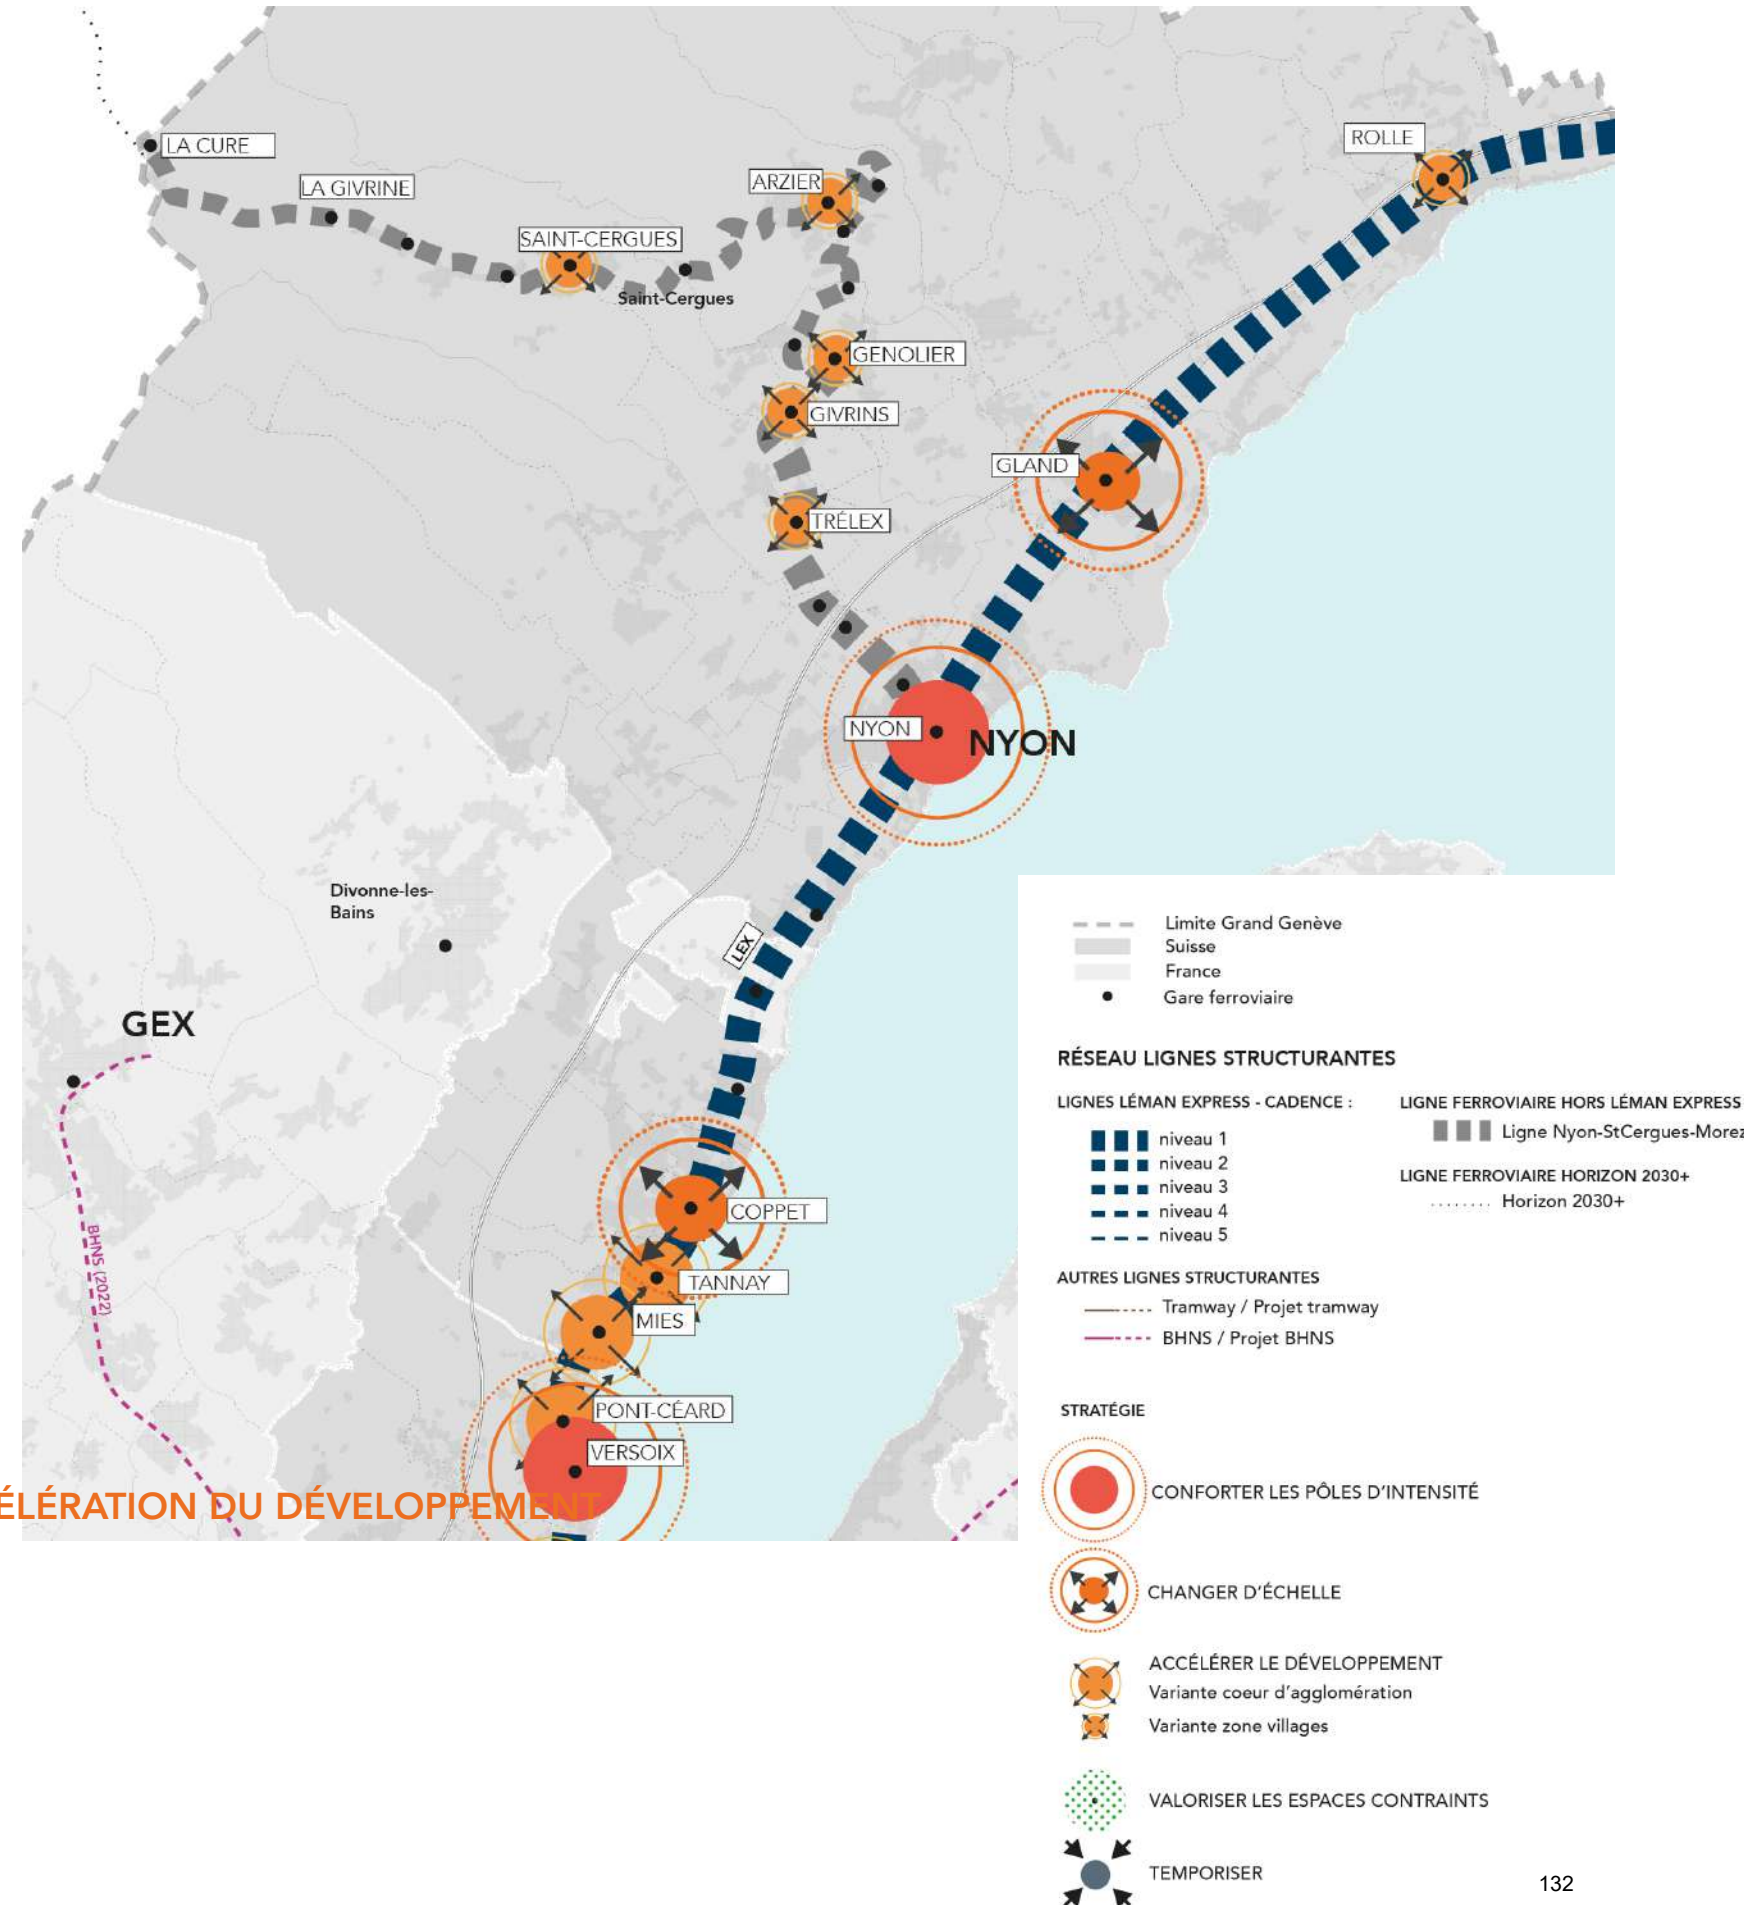 LA CURE
LA GIVRINE
SAINT-CERGUES
Saint-Cergues
ARZIER
ROLLE
GENOLIER
GIVRINS
GLAND
TRÉLEX
NYON
NYON
Divonne-les-
Bains
LEX
GEX
BHNS (2022)
COPPET
TANNAY
MIES
PONT-CÉARD
VERSOIX
ÉLÉRATION DU DÉVELOPPEMENT
Limite Grand Genève
Suisse
France
Gare ferroviaire
RÉSEAU LIGNES STRUCTURANTES
LIGNES LÉMAN EXPRESS - CADENCE :
niveau 1
niveau 2
niveau 3
niveau 4
niveau 5
LIGNE FERROVIAIRE HORS LÉMAN EXPRESS
Ligne Nyon-StCergues-Morez
LIGNE FERROVIAIRE HORIZON 2030+
Horizon 2030+
AUTRES LIGNES STRUCTURANTES
Tramway / Projet tramway
BHNS / Projet BHNS
STRATÉGIE
CONFORTER LES PÔLES D'INTENSITÉ
CHANGER D'ÉCHELLE
ACCÉLÉRER LE DÉVELOPPEMENT
Variante coeur d'agglomération
Variante zone villages
VALORISER LES ESPACES CONTRAINTS
TEMPORISER
132